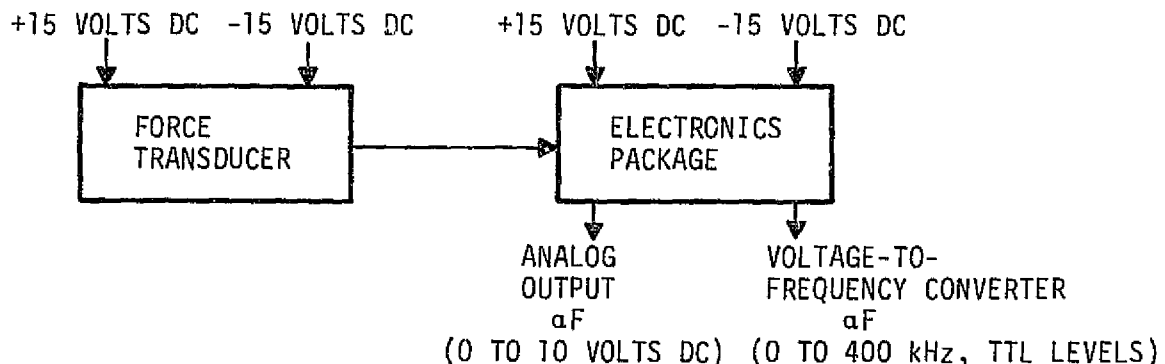 +15 VOLTS DC -15 VOLTS DC +15 VOLTS DC -15 VOLTS DC
FORCE
TRANSDUCER
ELECTRONICS
PACKAGE
ANALOG
OUTPUT
αF
(0 TO 10 VOLTS DC)
VOLTAGE-TO-
FREQUENCY CONVERTER
αF
(0 TO 400 kHz, TTL LEVELS)